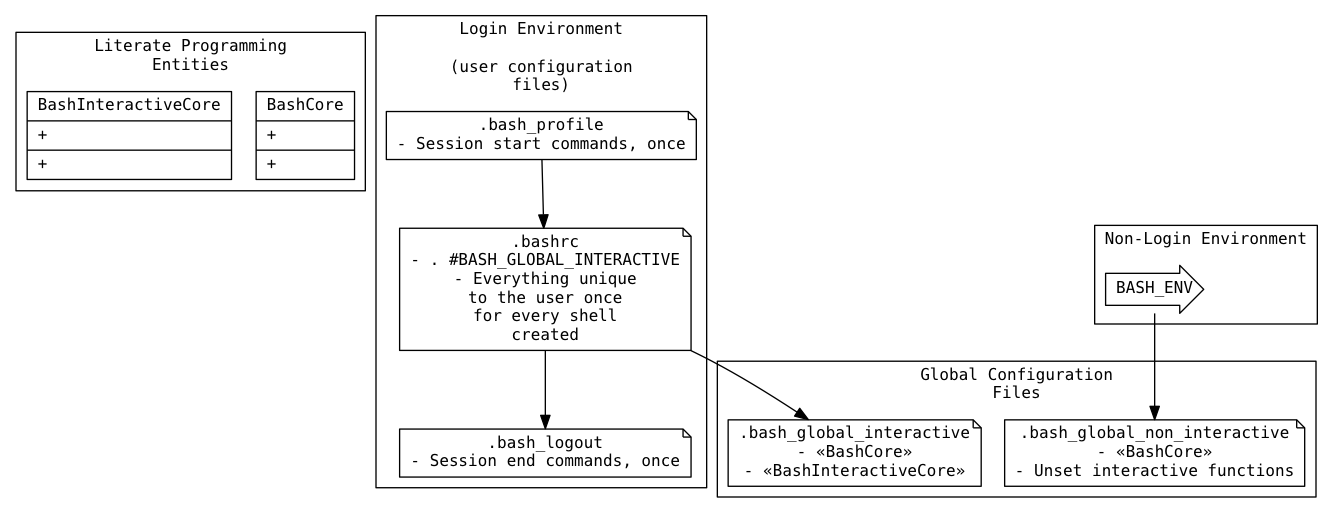 Literate Programming
Entities
BashInteractiveCore
+
+
BashCore
+
+
Login Environment
(user configuration
files)
.bash_profile
- Session start commands, once
.bashrc
- . #BASH_GLOBAL_INTERACTIVE
- Everything unique
to the user once
for every shell
created
.bash_logout
- Session end commands, once
Non-Login Environment
BASH_ENV
Global Configuration
Files
.bash_global_interactive
- «BashCore»
- «BashInteractiveCore»
.bash_global_non_interactive
- «BashCore»
- Unset interactive functions